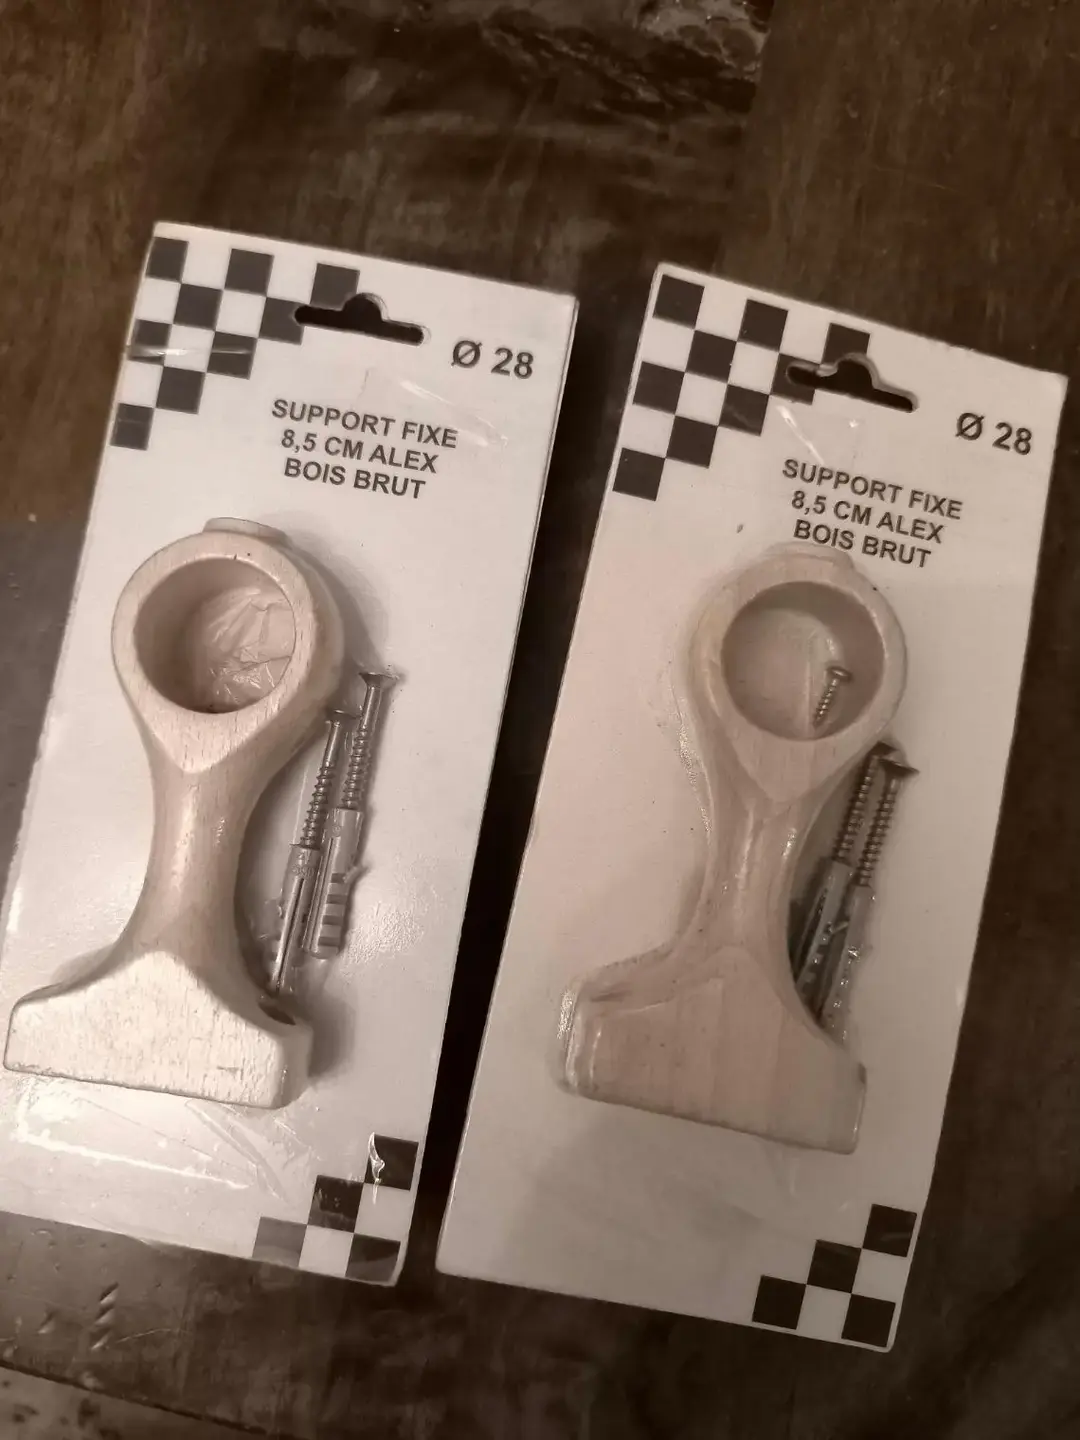 Ø 28
SUPPORT FIXE
8,5 CM ALEX
BOIS BRUT
Ø 28
SUPPORT FIXE
8,5 CM ALEX
BOIS BRUT